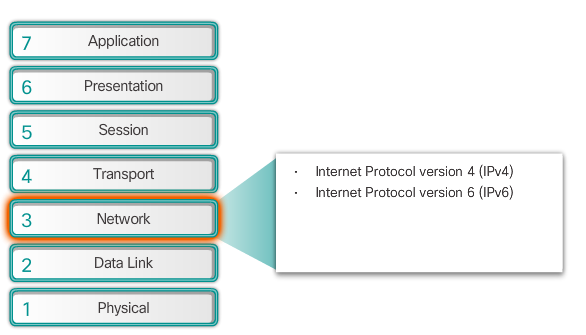 7 Application
6 Presentation
5 Session
4 Transport
3 Network
2 Data Link
1 Physical
· Internet Protocol version 4 (IPv4)
· Internet Protocol version 6 (IPv6)